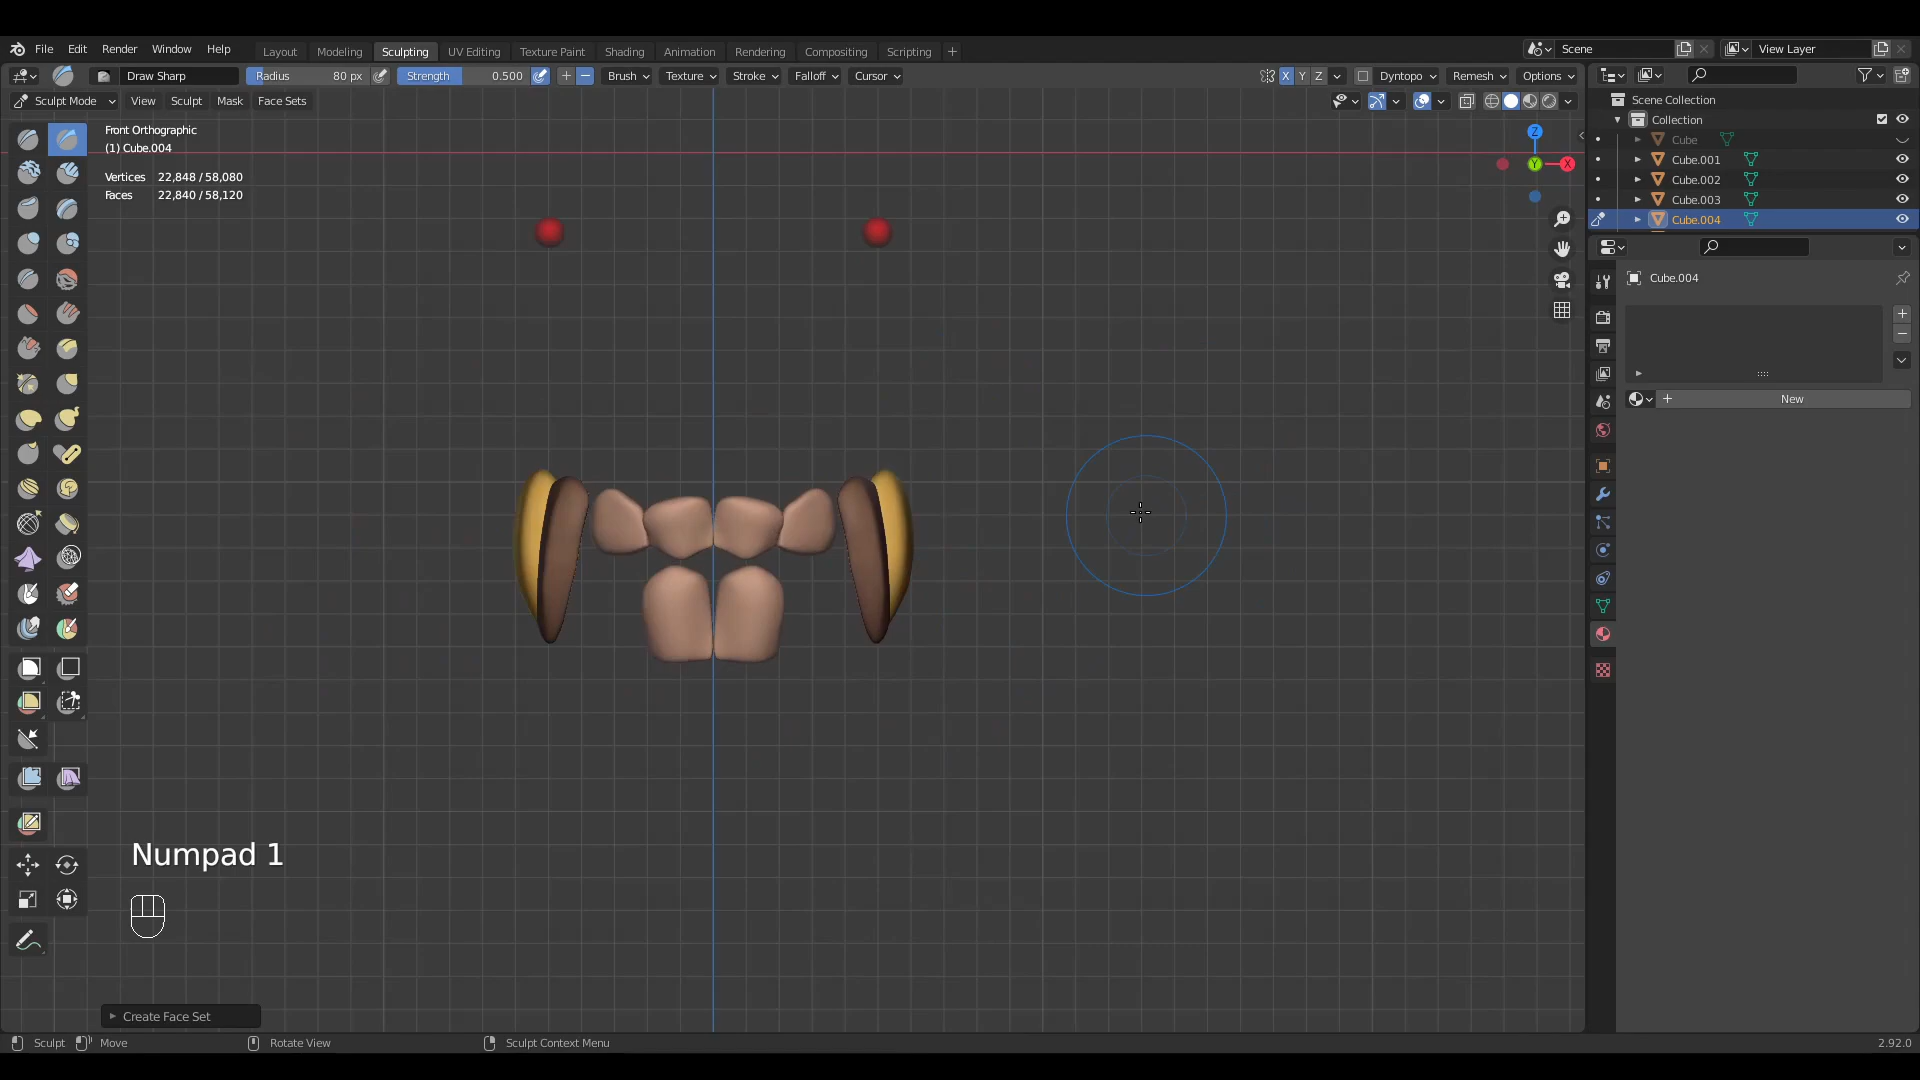 File Edit Render Window Help Layout Modeling Sculpting UV Editing Texture Paint Shading Animation Rendering Compositing Scripting + Scene View Layer
Draw Sharp Radius 80 px Strength 0.500 Brush Texture Stroke Falloff Cursor X Y Z Dyntopo Remesh Options
Sculpt Mode View Sculpt Mask Face Sets
Scene Collection
Collection
Cube
Cube.001
Cube.002
Cube.003
Cube.004
Front Orthographic
(1) Cube.004
Vertices 22,848 / 58,080
Faces 22,840 / 58,120
Z
Y
X
Cube.004
New
Numpad 1
Create Face Set
Sculpt Move Rotate View Sculpt Context Menu 2.92.0